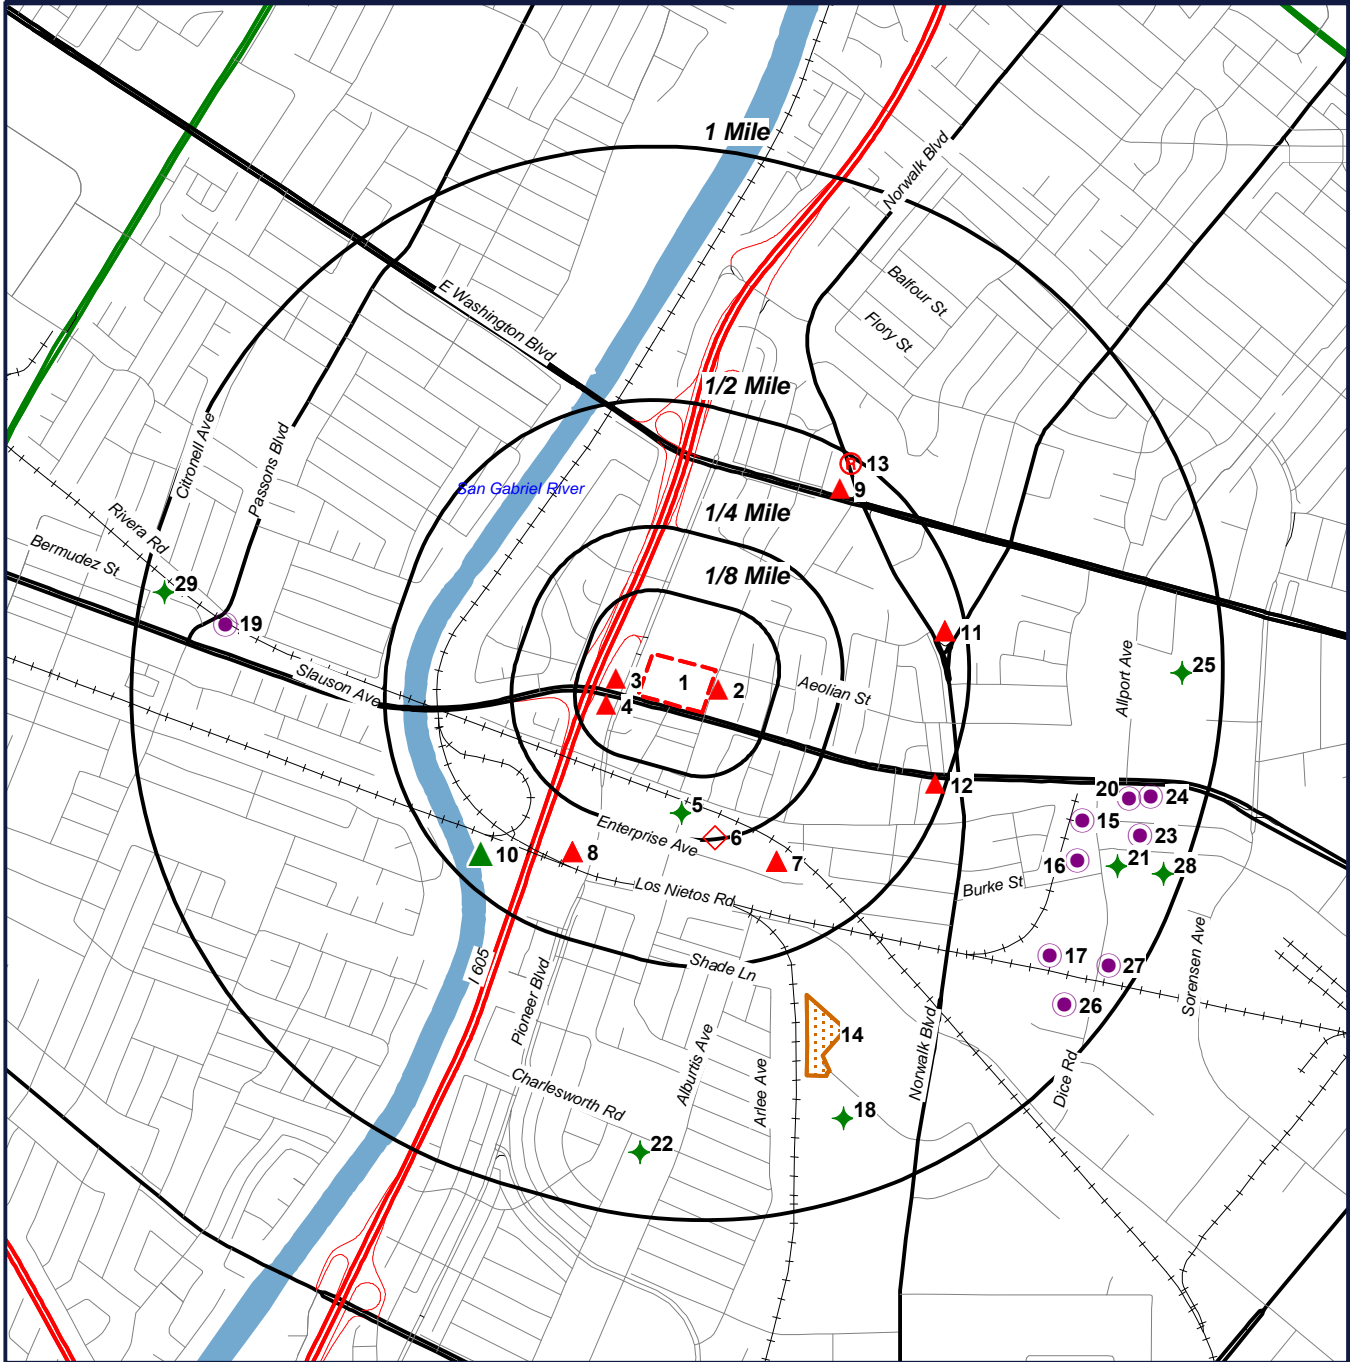 1 Mile
Norwalk Blvd
Balfour St
E Washington Blvd
Flory St
1/2 Mile
Citronell Ave
Passons Blvd
13
San Gabriel River
9
1/4 Mile
Rivera Rd
Bermudez St
1/8 Mile
29
19
11
Allport Ave
25
Slauson Ave
3
1
2
Aeolian St
4
12
20
24
5
15
Enterprise Ave
6
23
10
8
7
16
21
28
Los Nietos Rd
Burke St
I 605
Shade Ln
17
27
Sorensen Ave
Pioneer Blvd
26
14
Alburtis Ave
Arlee Ave
Norwalk Blvd
Dice Rd
Charlesworth Rd
18
22